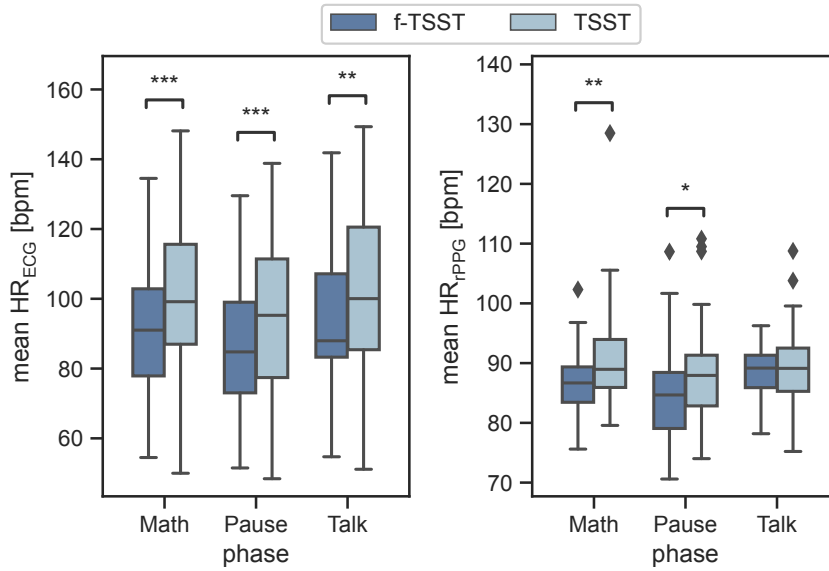 f-TSST TSST
mean HR_ECG [bpm]
160
140
120
100
80
60
***
***
**
Math Pause Talk
phase
mean HR_rPPG [bpm]
140
130
120
110
100
90
80
70
**
*
Math Pause Talk
phase